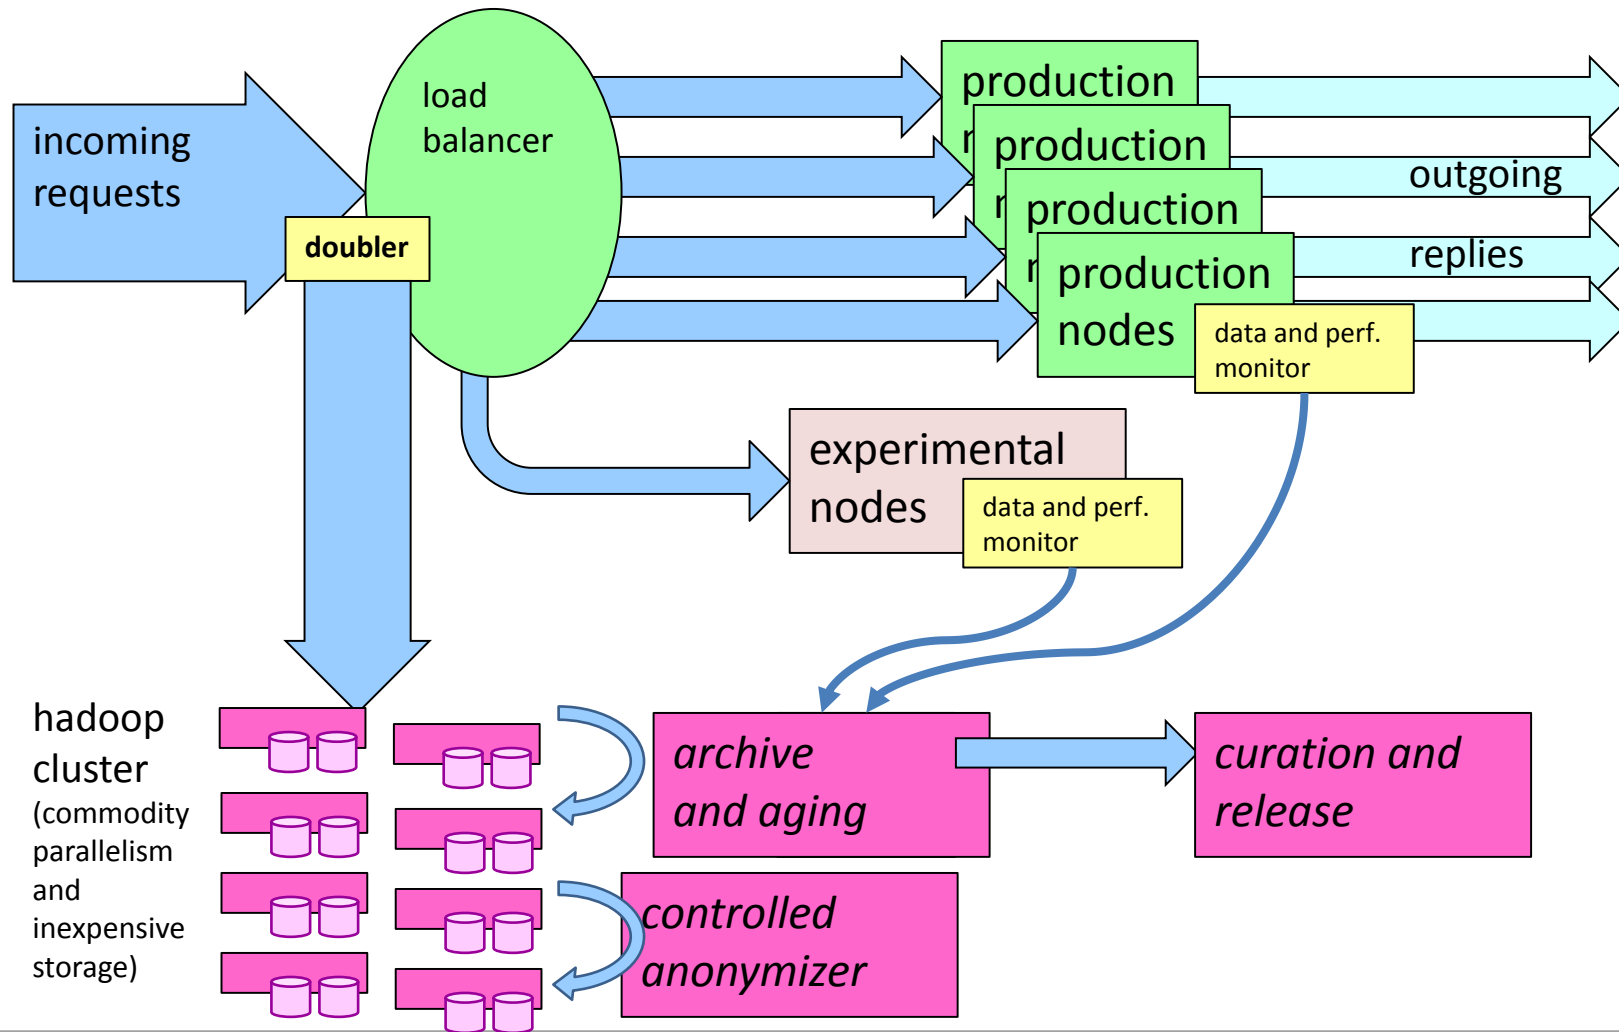 incoming
requests
doubler
load
balancer
production
production
production
production
nodes
data and perf.
monitor
outgoing
replies
experimental
nodes
data and perf.
monitor
hadoop
cluster
(commodity
parallelism
and
inexpensive
storage)
archive
and aging
controlled
anonymizer
curation and
release